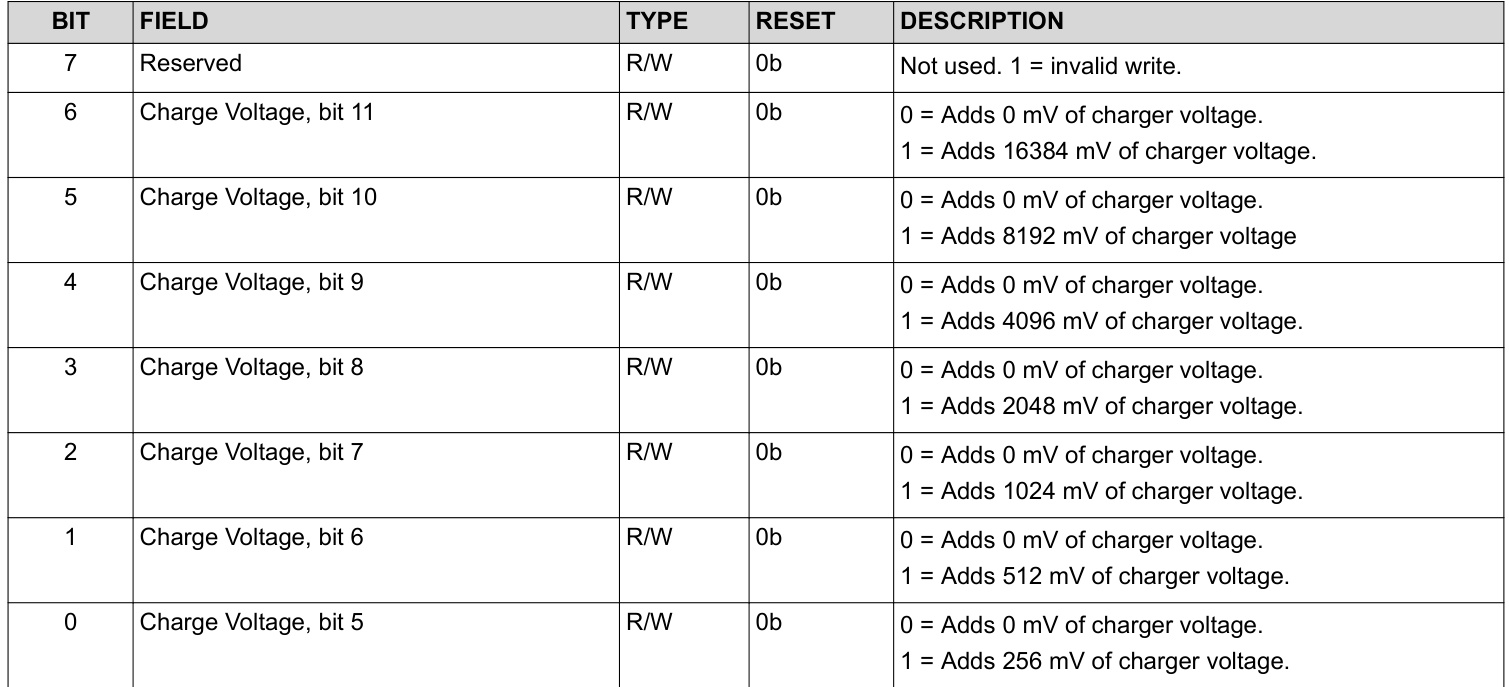 BIT FIELD TYPE RESET DESCRIPTION
7 Reserved R/W 0b Not used. 1 = invalid write.
6 Charge Voltage, bit 11 R/W 0b 0 = Adds 0 mV of charger voltage.
1 = Adds 16384 mV of charger voltage.
5 Charge Voltage, bit 10 R/W 0b 0 = Adds 0 mV of charger voltage.
1 = Adds 8192 mV of charger voltage
4 Charge Voltage, bit 9 R/W 0b 0 = Adds 0 mV of charger voltage.
1 = Adds 4096 mV of charger voltage.
3 Charge Voltage, bit 8 R/W 0b 0 = Adds 0 mV of charger voltage.
1 = Adds 2048 mV of charger voltage.
2 Charge Voltage, bit 7 R/W 0b 0 = Adds 0 mV of charger voltage.
1 = Adds 1024 mV of charger voltage.
1 Charge Voltage, bit 6 R/W 0b 0 = Adds 0 mV of charger voltage.
1 = Adds 512 mV of charger voltage.
0 Charge Voltage, bit 5 R/W 0b 0 = Adds 0 mV of charger voltage.
1 = Adds 256 mV of charger voltage.